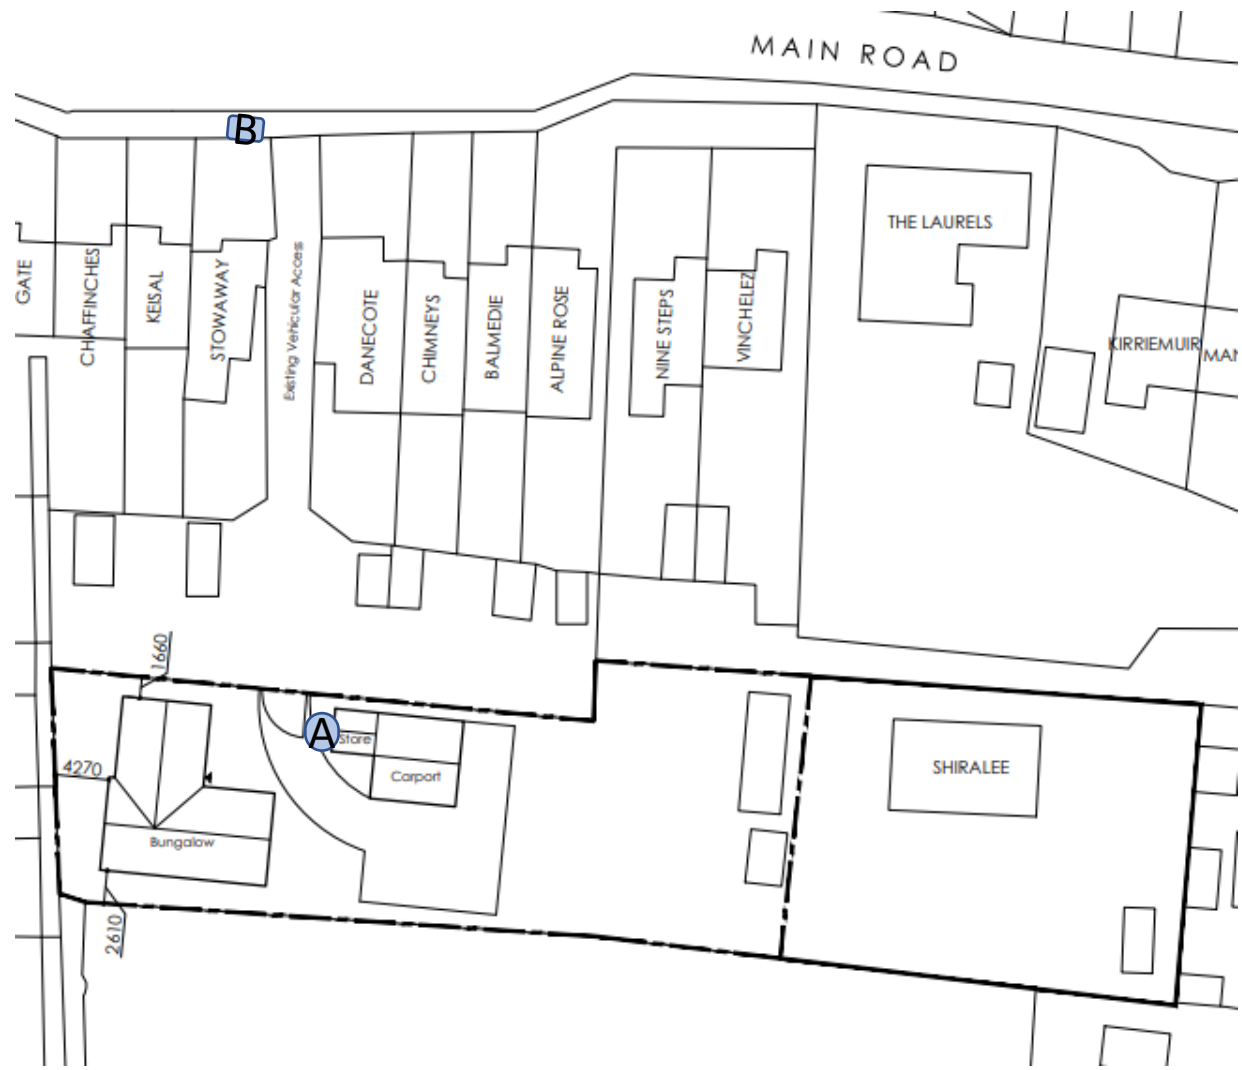 MAIN ROAD
B
THE LAURELS
GATE
CHAFFINCHES
KEISAL
STOWAWAY
Existing Vehicular Access
DANECOTE
CHIMNEYS
BALMEDIE
ALPINE ROSE
NINE STEPS
VINCHELEZ
KIRRIEMUIR
MAN
1660
A
Store
4270
Carport
SHIRALEE
Bungalow
2610